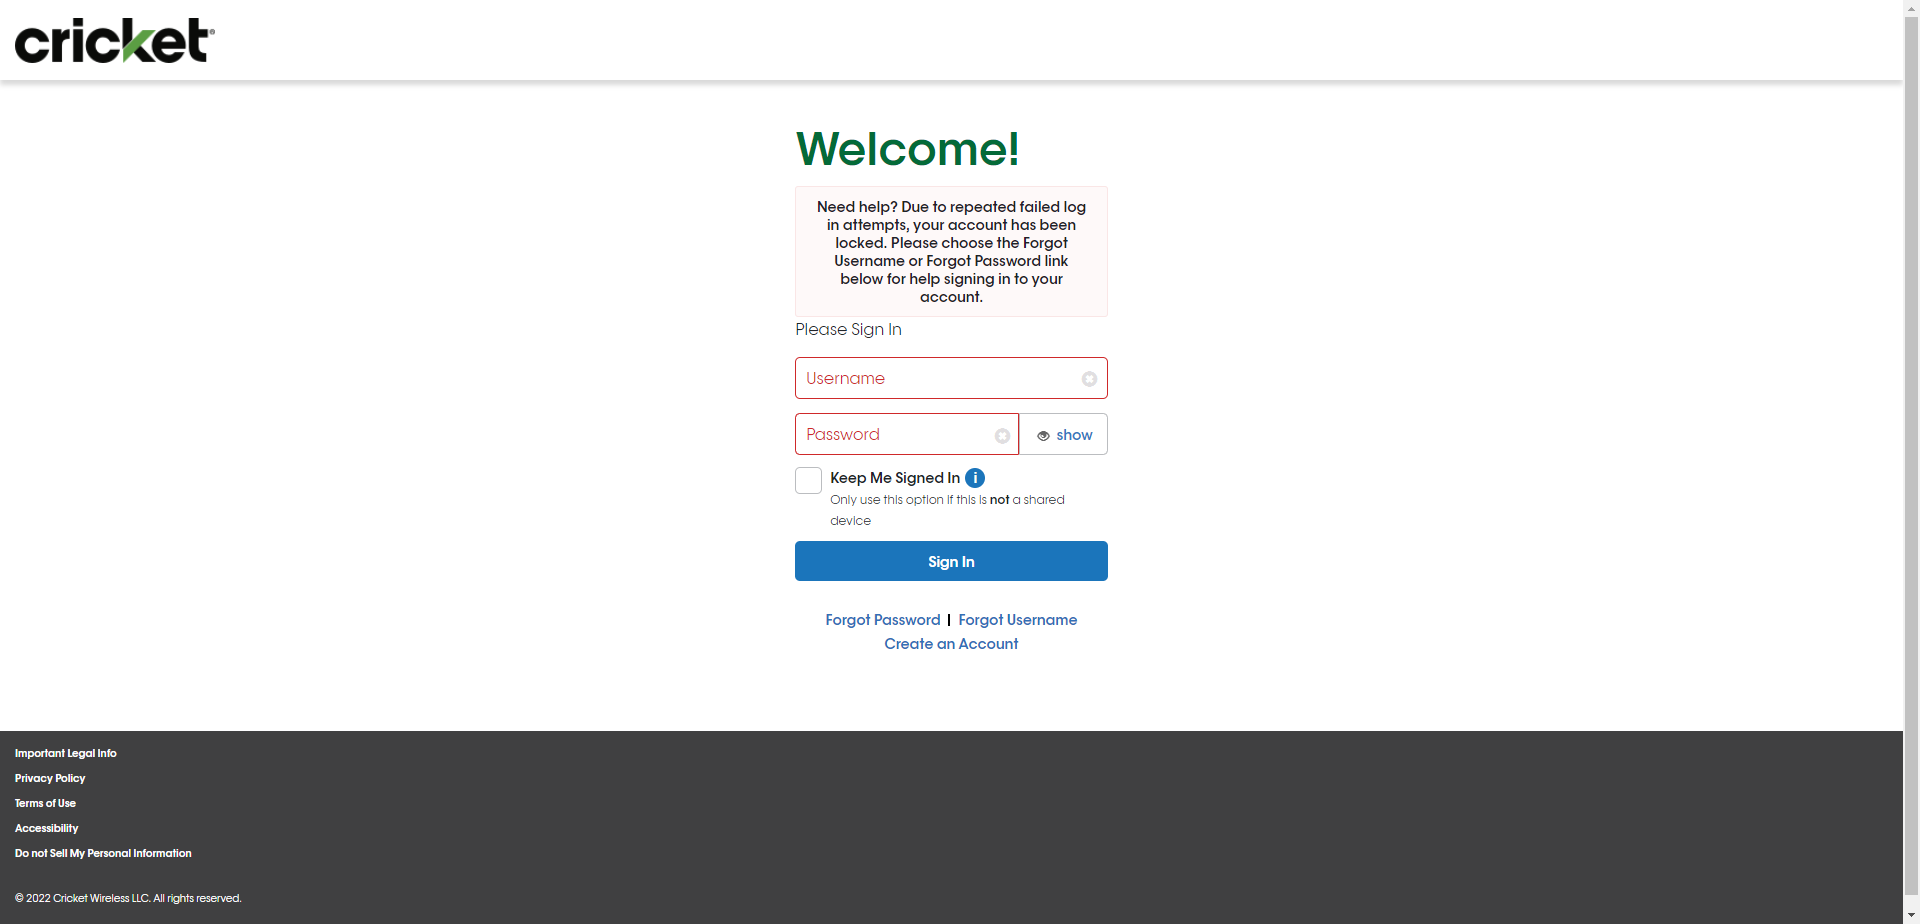 cricket
Welcome!
Need help? Due to repeated failed log
in attempts, your account has been
locked. Please choose the Forgot
Username or Forgot Password link
below for help signing in to your
account.
Please Sign In
Username
Password
show
Keep Me Signed In i
Only use this option if this is not a shared
device
Sign In
Forgot Password | Forgot Username
Create an Account
Important Legal Info
Privacy Policy
Terms of Use
Accessibility
Do not Sell My Personal Information
© 2022 Cricket Wireless LLC. All rights reserved.